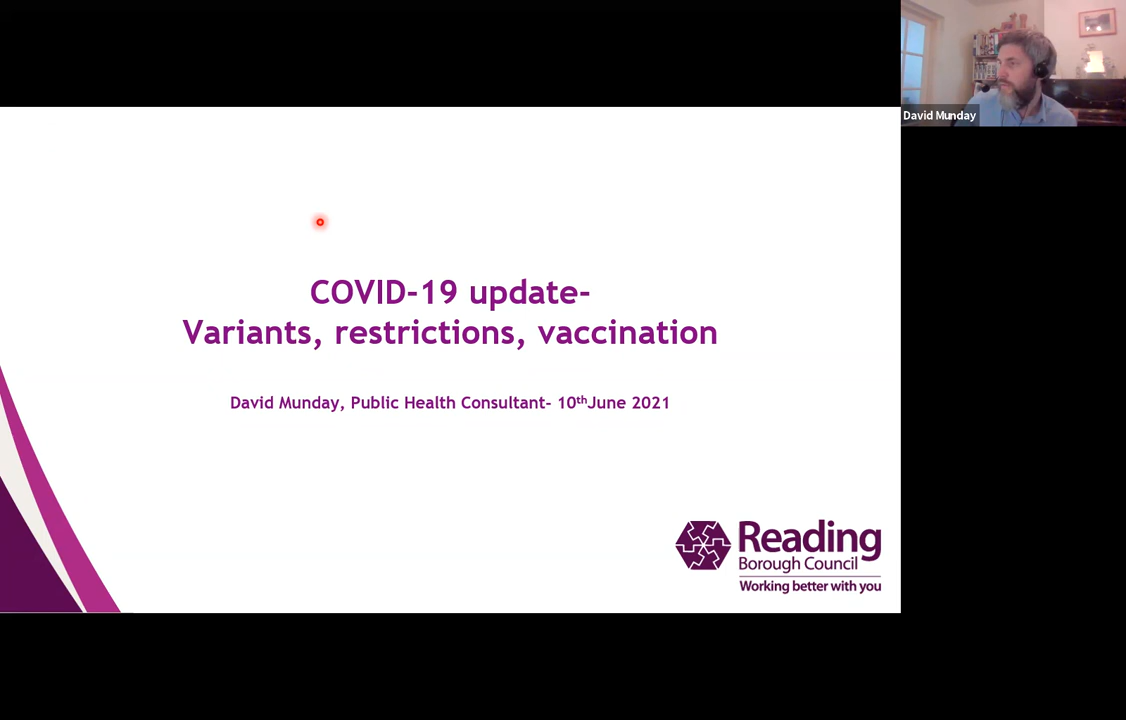 David Munday
COVID-19 update-
Variants, restrictions, vaccination
David Munday, Public Health Consultant- 10thJune 2021
Reading
Borough Council
Working better with you